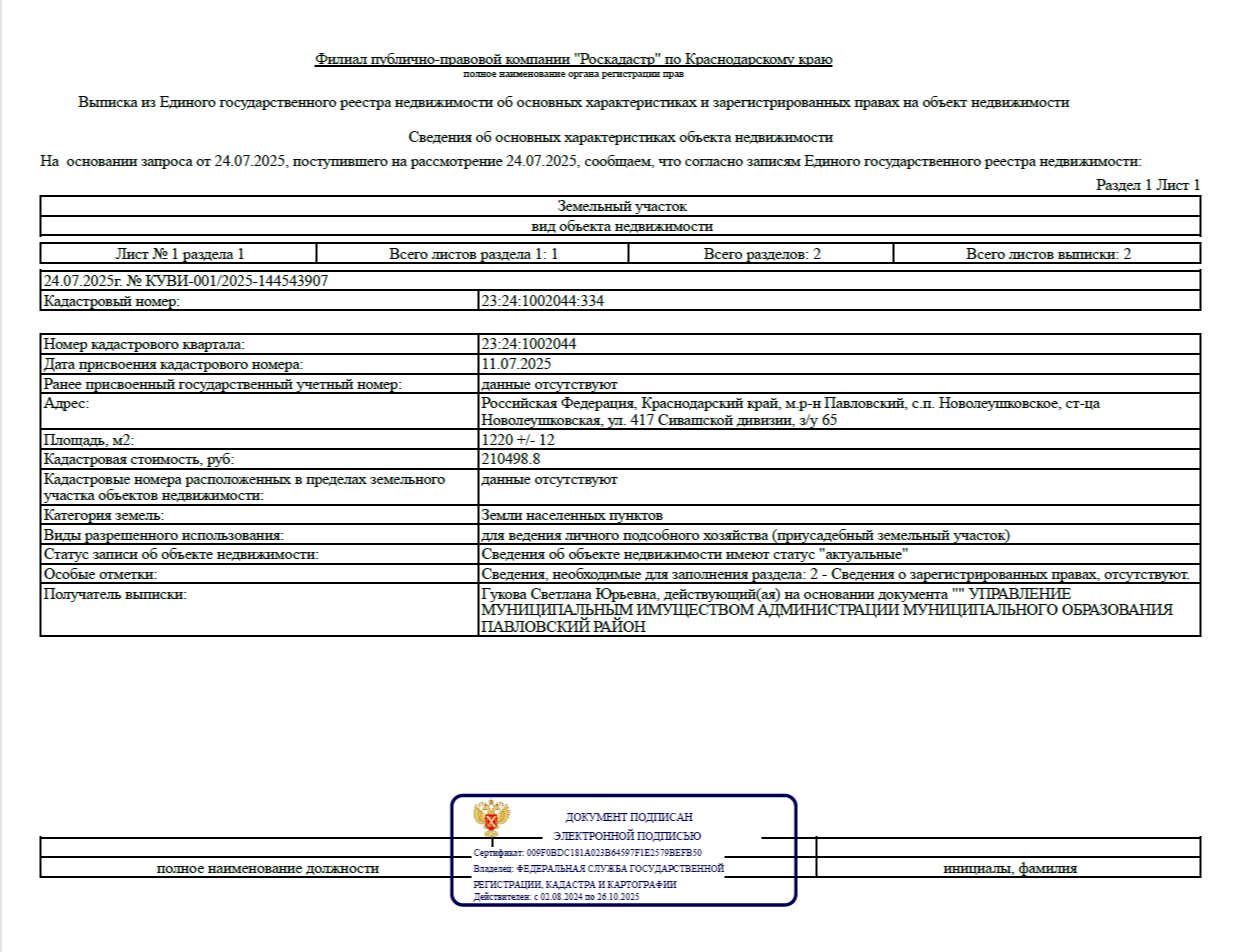 Филиал публично-правовой компании "Роскадастр" по Краснодарскому краю
полное наименование органа регистрации прав
Выписка из Единого государственного реестра недвижимости об основных характеристиках и зарегистрированных правах на объект недвижимости
Сведения об основных характеристиках объекта недвижимости
На основании запроса от 24.07.2025, поступившего на рассмотрение 24.07.2025, сообщаем, что согласно записям Единого государственного реестра недвижимости:
Раздел 1 Лист 1
Земельный участок
вид объекта недвижимости
Лист № 1 раздела 1 Всего листов раздела 1: 1 Всего разделов: 2 Всего листов выписки: 2
24.07.2025г. № КУВИ-001/2025-144543907
Кадастровый номер: 23:24:1002044:334
Номер кадастрового квартала: 23:24:1002044
Дата присвоения кадастрового номера: 11.07.2025
Ранее присвоенный государственный учетный номер: данные отсутствуют
Адрес: Российская Федерация, Краснодарский край, м.р-н Павловский, с.п. Новолеушковское, ст-ца
Новолеушковская, ул. 417 Сивашской дивизии, з/у 65
Площадь, м2: 1220 +/- 12
Кадастровая стоимость, руб: 210498.8
Кадастровые номера расположенных в пределах земельного данные отсутствуют
участка объектов недвижимости:
Категория земель: Земли населенных пунктов
Виды разрешенного использования: для ведения личного подсобного хозяйства (приусадебный земельный участок)
Статус записи об объекте недвижимости: Сведения об объекте недвижимости имеют статус "актуальные"
Особые отметки: Сведения, необходимые для заполнения раздела: 2 - Сведения о зарегистрированных правах, отсутствуют.
Получатель выписки: Гукова Светлана Юрьевна, действующий(ая) на основании документа "" УПРАВЛЕНИЕ
МУНИЦИПАЛЬНЫМ ИМУЩЕСТВОМ АДМИНИСТРАЦИИ МУНИЦИПАЛЬНОГО ОБРАЗОВАНИЯ
ПАВЛОВСКИЙ РАЙОН
ДОКУМЕНТ ПОДПИСАН
ЭЛЕКТРОННОЙ ПОДПИСЬЮ
Сертификат: 009F0BDC181A023B64597F1E2579BEFB50
Владелец: ФЕДЕРАЛЬНАЯ СЛУЖБА ГОСУДАРСТВЕННОЙ
РЕГИСТРАЦИИ, КАДАСТРА И КАРТОГРАФИИ
Действителен: с 02.08.2024 по 26.10.2025
полное наименование должности
инициалы, фамилия